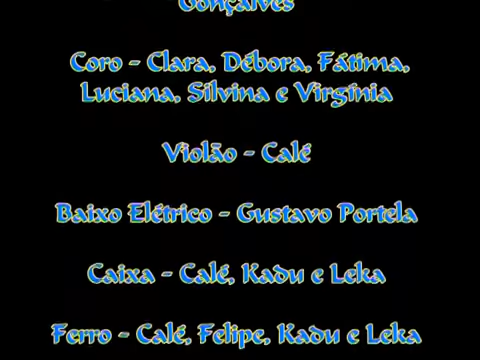 Gonçalves
Coro - Clara, Débora, Fátima,
Luciana, Silvina e Virgínia
Violão - Calé
Baixo Elétrico - Gustavo Portela
Caixa - Calé, Kadu e Leka
Ferro - Calé, Felipe, Kadu e Leka